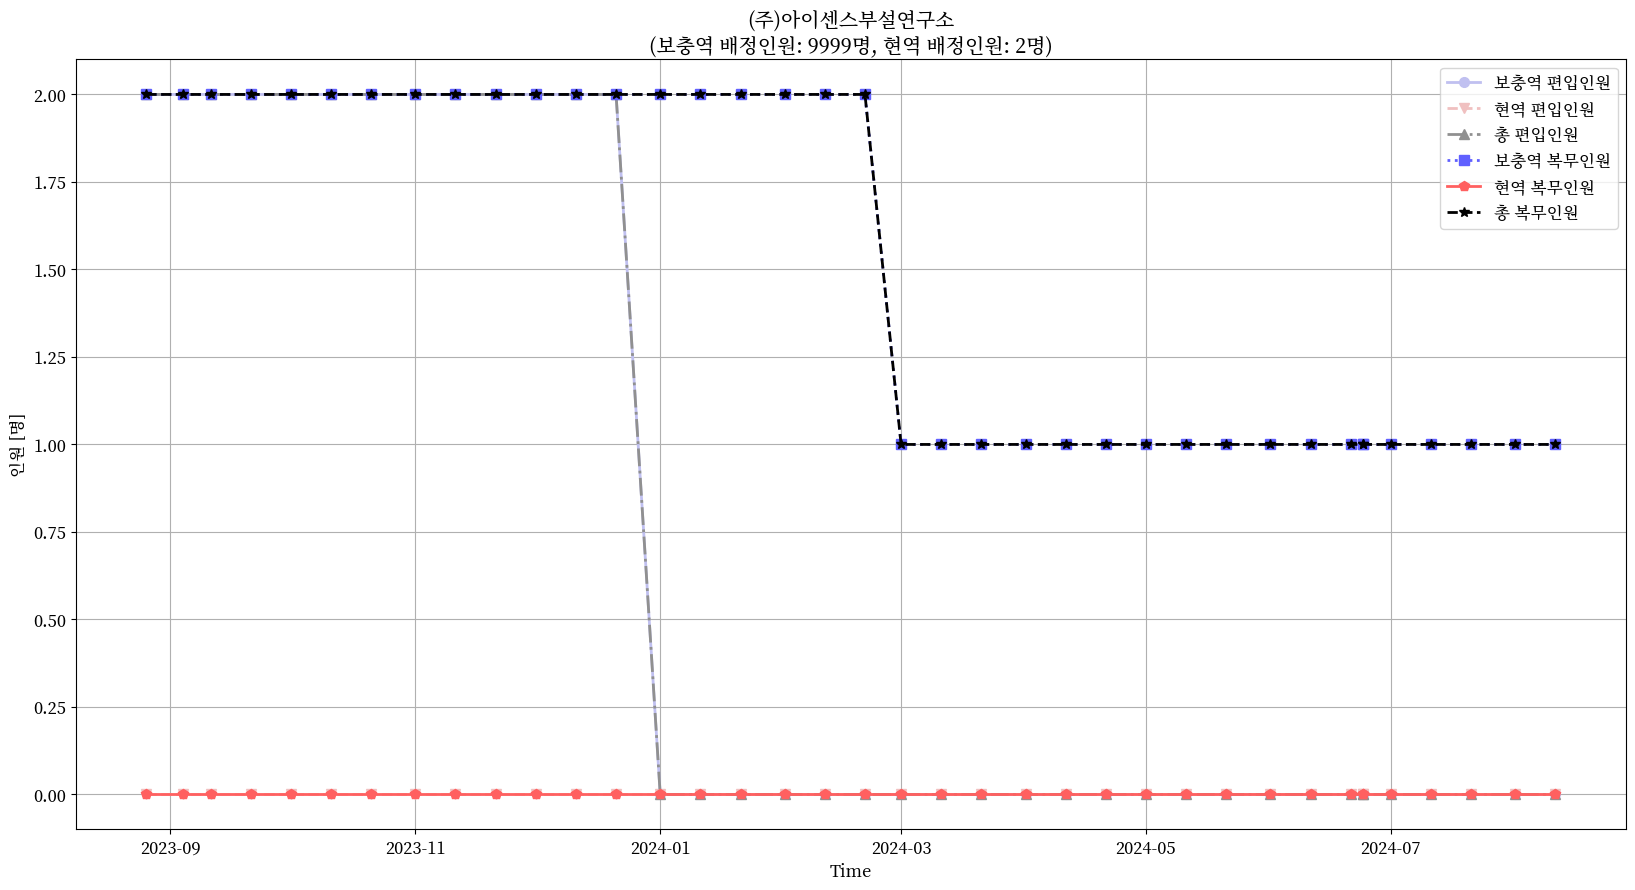 (주)아이센스부설연구소
(보충역 배정인원: 9999명, 현역 배정인원: 2명)
보충역 편입인원
현역 편입인원
총 편입인원
보충역 복무인원
현역 복무인원
총 복무인원
인원 [명]
2.00
1.75
1.50
1.25
1.00
0.75
0.50
0.25
0.00
2023-09 2023-11 2024-01 2024-03 2024-05 2024-07
Time